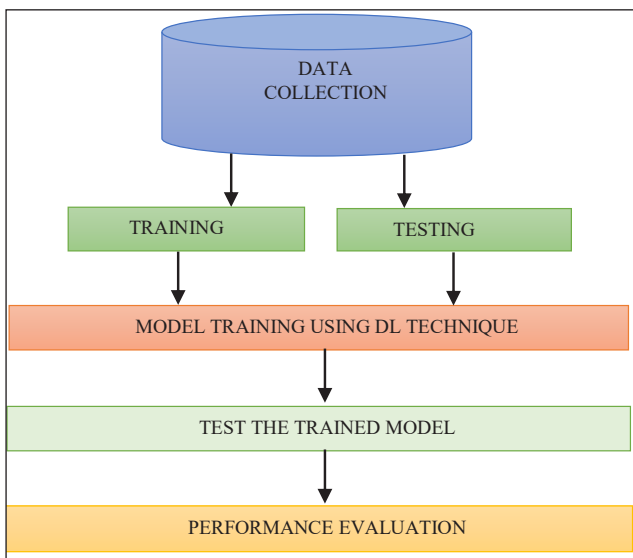 DATA
COLLECTION
TRAINING
TESTING
MODEL TRAINING USING DL TECHNIQUE
TEST THE TRAINED MODEL
PERFORMANCE EVALUATION